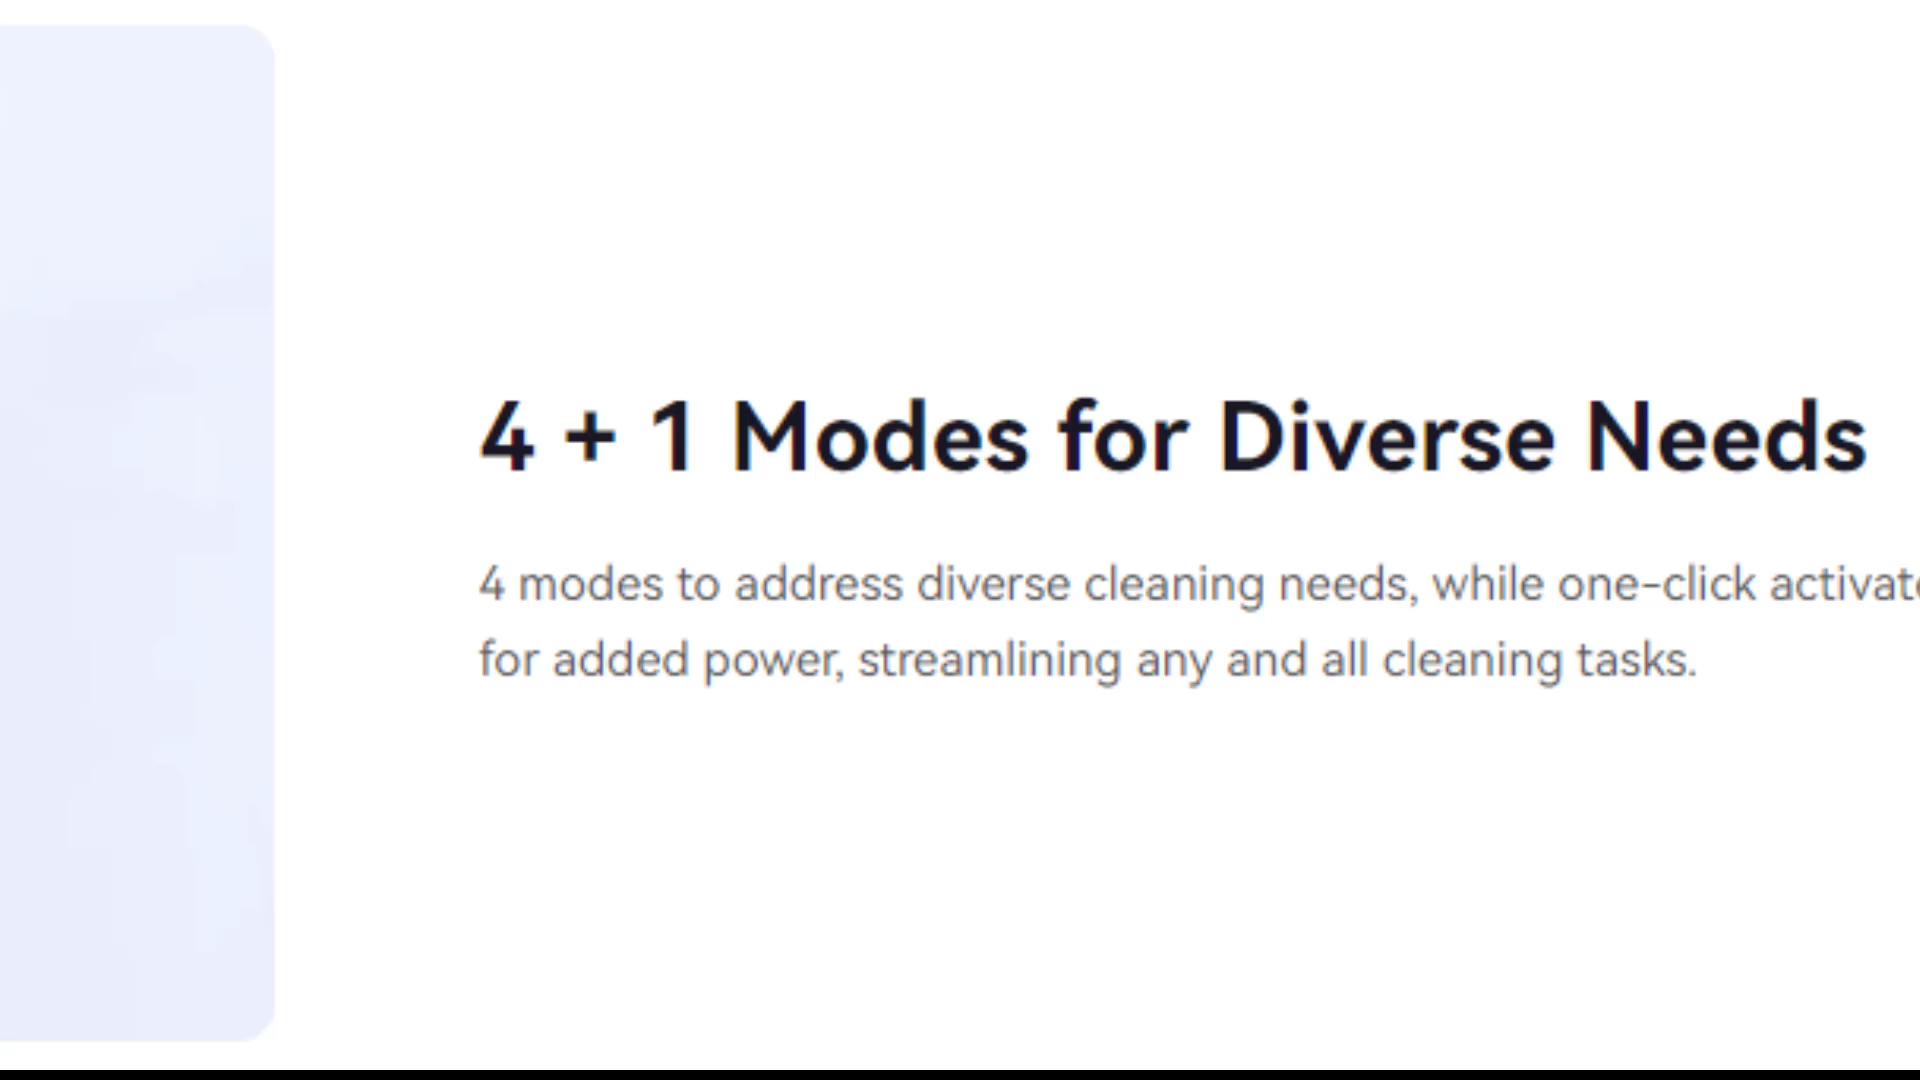 4 + 1 Modes for Diverse Needs
4 modes to address diverse cleaning needs, while one-click
for added power, streamlining any and all cleaning tasks.